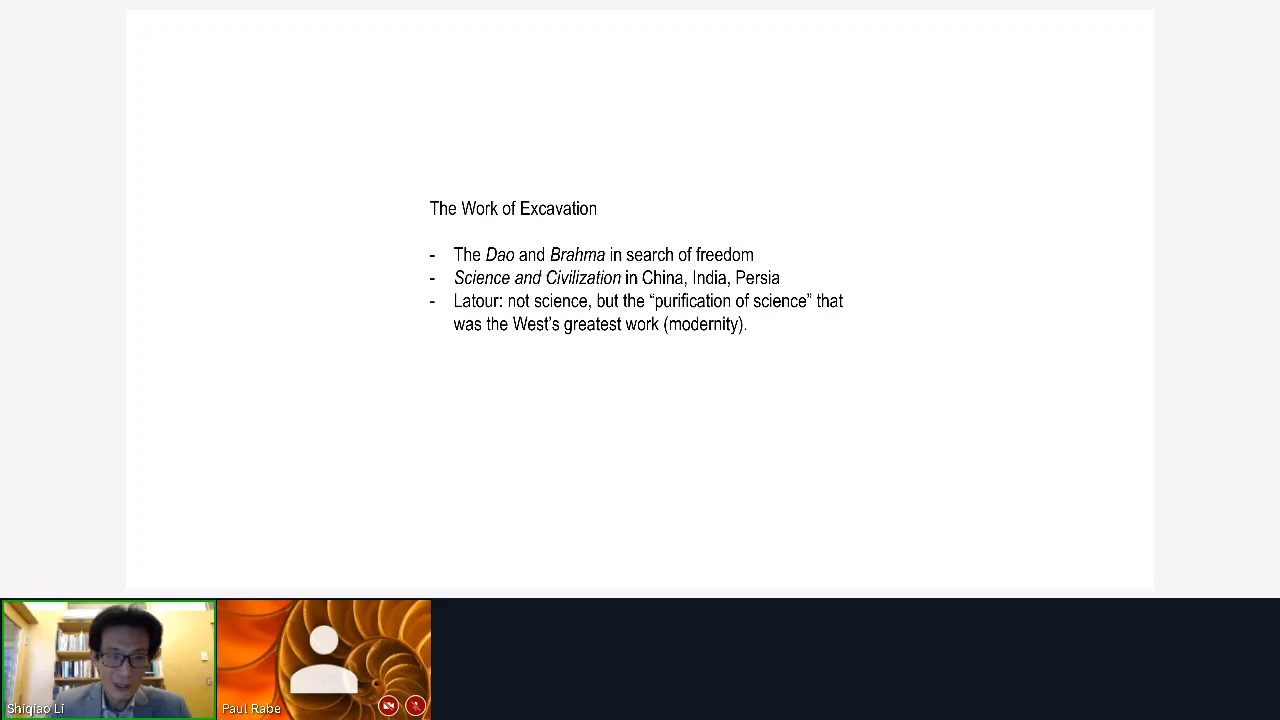 The Work of Excavation
- The Dao and Brahma in search of freedom
- Science and Civilization in China, India, Persia
- Latour: not science, but the “purification of science” that
was the West’s greatest work (modernity).
Shiqiao Li
Paul Rabe